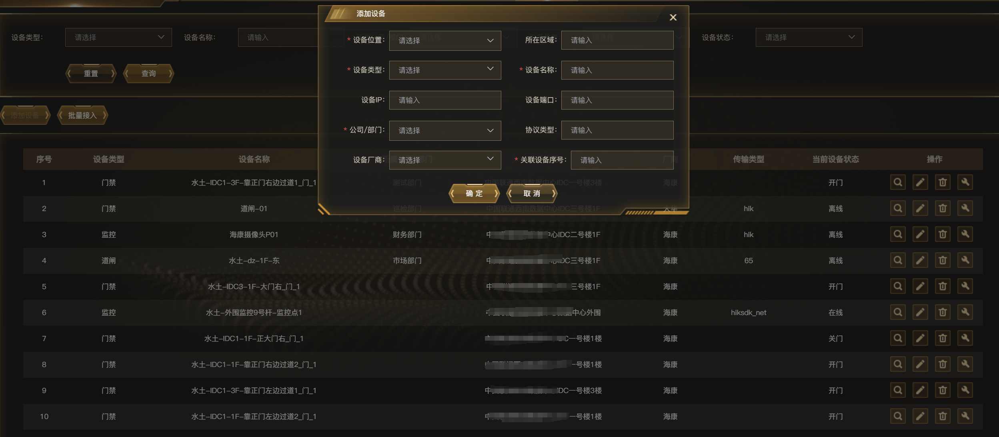 添加设备
X
设备类型: 请选择 设备名称: 请输入 设备状态: 请选择
* 设备位置: 请选择 所在区域: 请输入
* 设备类型: 请选择 * 设备名称: 请输入
重置 查询
设备IP: 请输入 设备端口: 请输入
添加设备 批量接入
* 公司/部门: 请选择 协议类型: 请输入
设备厂商: 请选择 * 关联设备序号: 请输入
确定 取消
序号 设备类型 设备名称 厂商 传输类型 当前设备状态 操作
1 门禁 水土-IDC1-3F-靠正门右边过道1_门_1 测试部门 中国联通西南数据中心IDC一号楼3楼 海康 开门
2 门禁 道闸-01 巡检部门 中国联通西南数据中心IDC三号楼1F 大华 hik 离线
3 监控 海康摄像头P01 财务部门 中 中心IDC二号楼1F 海康 hik 离线
4 道闸 水土-dz-1F-东 市场部门 IDC三号楼1F 海康 65 离线
5 门禁 水土-IDC3-1F-大门右_门_1 中 三号楼1F 海康 开门
6 监控 水土-外围监控9号杆-监控点1 中心外围 海康 hiksdk_net 在线
7 门禁 水土-IDC1-1F-正大门右_门_1 C一号楼1楼 海康 关门
8 门禁 水土-IDC1-1F-靠正门右边过道2_门_1 一号楼1楼 海康 开门
9 门禁 水土-IDC1-3F-靠正门左边过道1_门_1 中 IDC一号楼3楼 海康 开门
10 门禁 水土-IDC1-1F-靠正门左边过道2_门_1 一号楼1楼 海康 开门